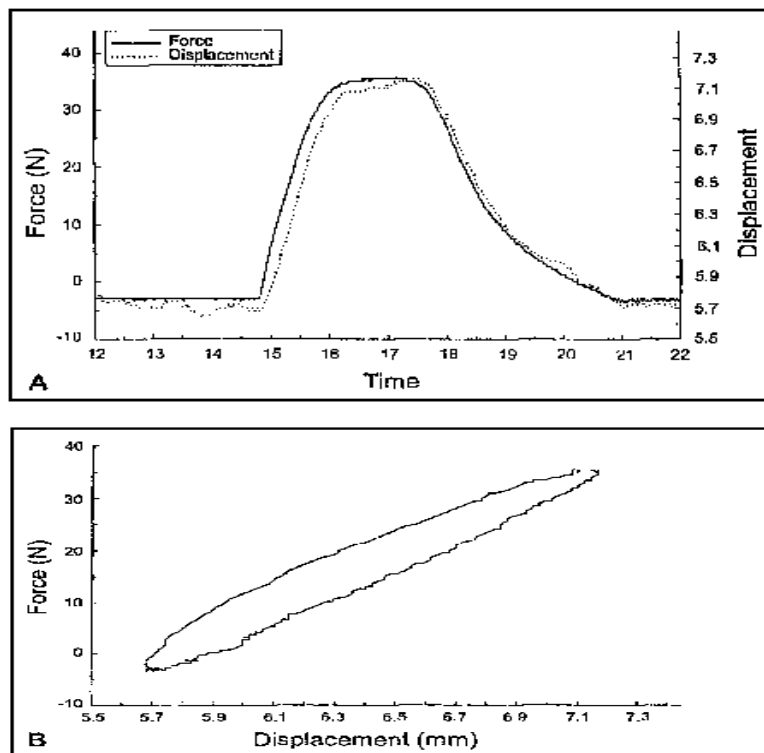 Force
Displacement
40
30
20
10
0
-10
Force (N)
7.3
7.1
6.9
6.7
6.5
6.3
6.1
5.9
5.7
5.5
Displacement
12 13 14 15 16 17 18 19 20 21 22
Time
A
40
30
20
10
0
-10
Force (N)
5.5 5.7 5.9 6.1 6.3 6.5 6.7 6.9 7.1 7.3
Displacement (mm)
B